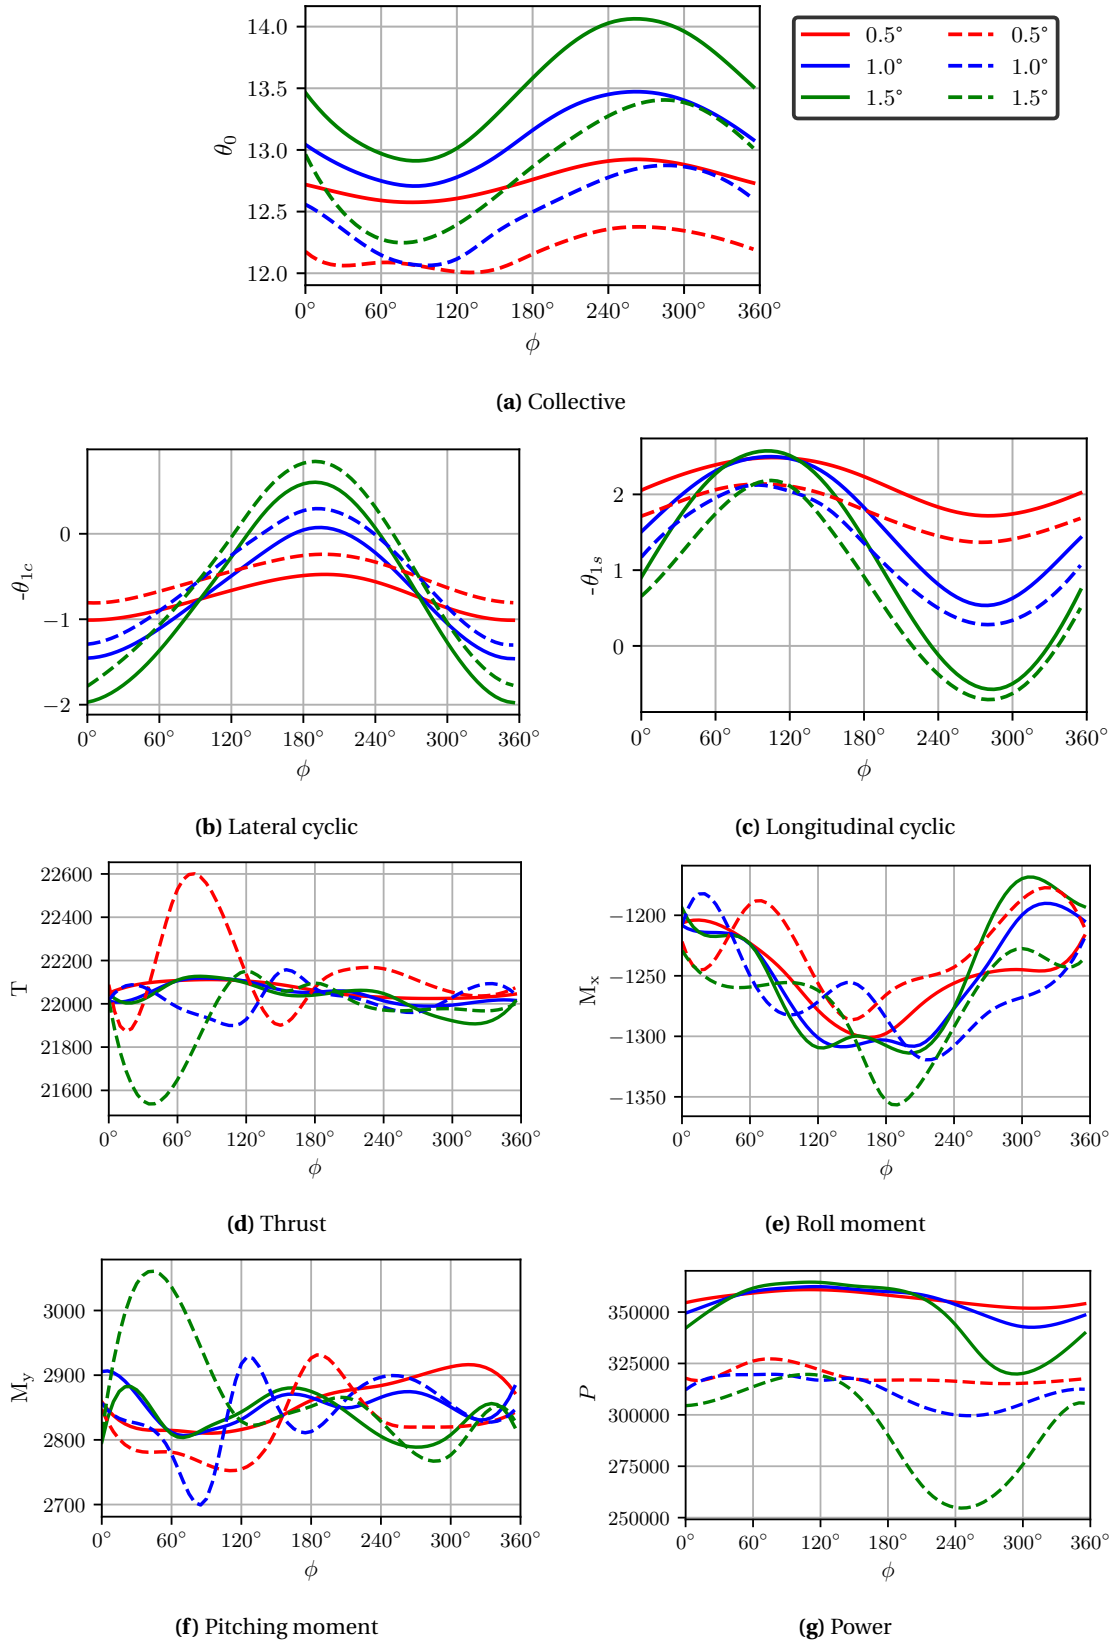 14.0
13.5
13.0
12.5
12.0
θ₀
0° 60° 120° 180° 240° 300° 360°
ϕ
0.5° 0.5°
1.0° 1.0°
1.5° 1.5°
(a) Collective
0
−1
−2
-θ₁c
0° 60° 120° 180° 240° 300° 360°
ϕ
(b) Lateral cyclic
2
1
0
-θ₁s
0° 60° 120° 180° 240° 300° 360°
ϕ
(c) Longitudinal cyclic
22600
22400
22200
22000
21800
21600
T
0° 60° 120° 180° 240° 300° 360°
ϕ
(d) Thrust
−1200
−1250
−1300
−1350
Mₓ
0° 60° 120° 180° 240° 300° 360°
ϕ
(e) Roll moment
3000
2900
2800
2700
My
0° 60° 120° 180° 240° 300° 360°
ϕ
(f) Pitching moment
350000
325000
300000
275000
250000
P
0° 60° 120° 180° 240° 300° 360°
ϕ
(g) Power